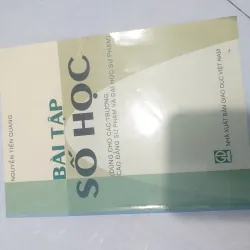 NGUYỄN TIẾN QUANG
BÀI TẬP
SỐ HỌC
(DÙNG CHO CÁC TRƯỜNG
CAO ĐẲNG SƯ PHẠM VÀ ĐẠI HỌC SƯ PHẠM)
NHÀ XUẤT BẢN GIÁO DỤC VIỆT NAM